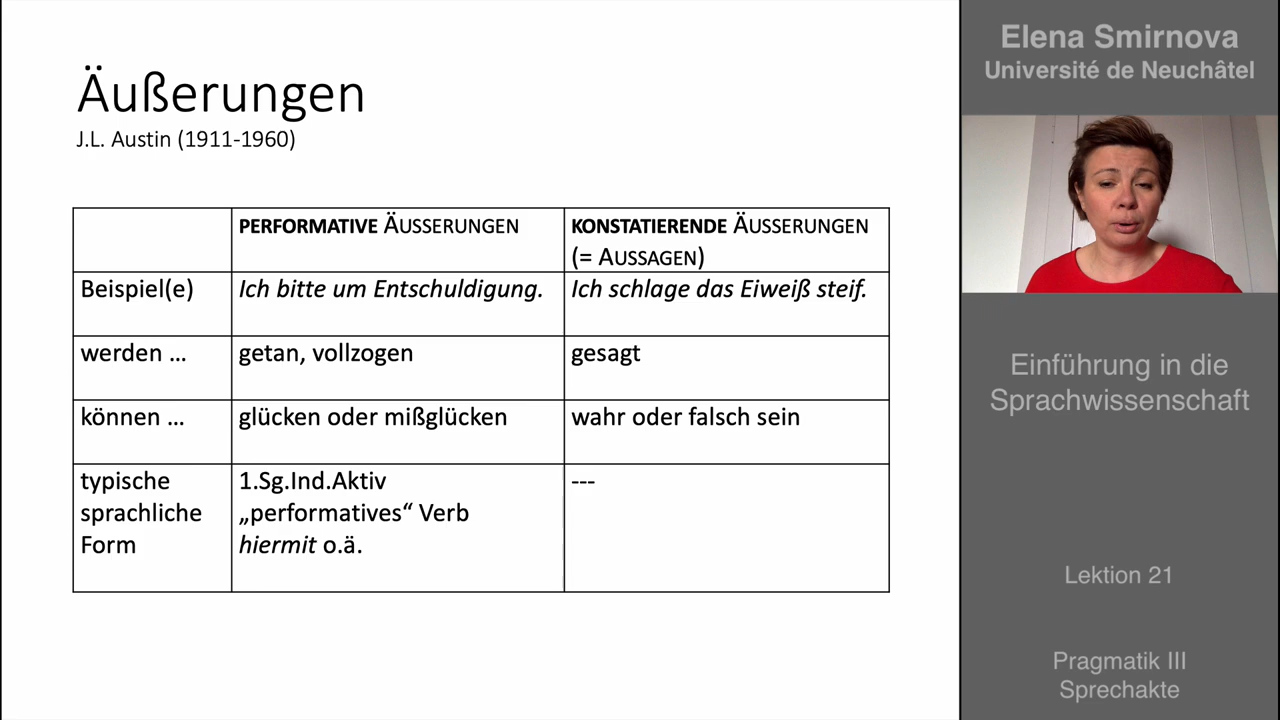 Äußerungen
J.L. Austin (1911-1960)
PERFORMATIVE ÄUSSERUNGEN
KONSTATIERENDE ÄUSSERUNGEN
(= AUSSAGEN)
Beispiel(e)
Ich bitte um Entschuldigung.
Ich schlage das Eiweiß steif.
werden ...
getan, vollzogen
gesagt
können ...
glücken oder mißglücken
wahr oder falsch sein
typische
sprachliche
Form
1.Sg.Ind.Aktiv
„performatives“ Verb
hiermit o.ä.
---
Elena Smirnova
Université de Neuchâtel
Einführung in die
Sprachwissenschaft
Lektion 21
Pragmatik III
Sprechakte